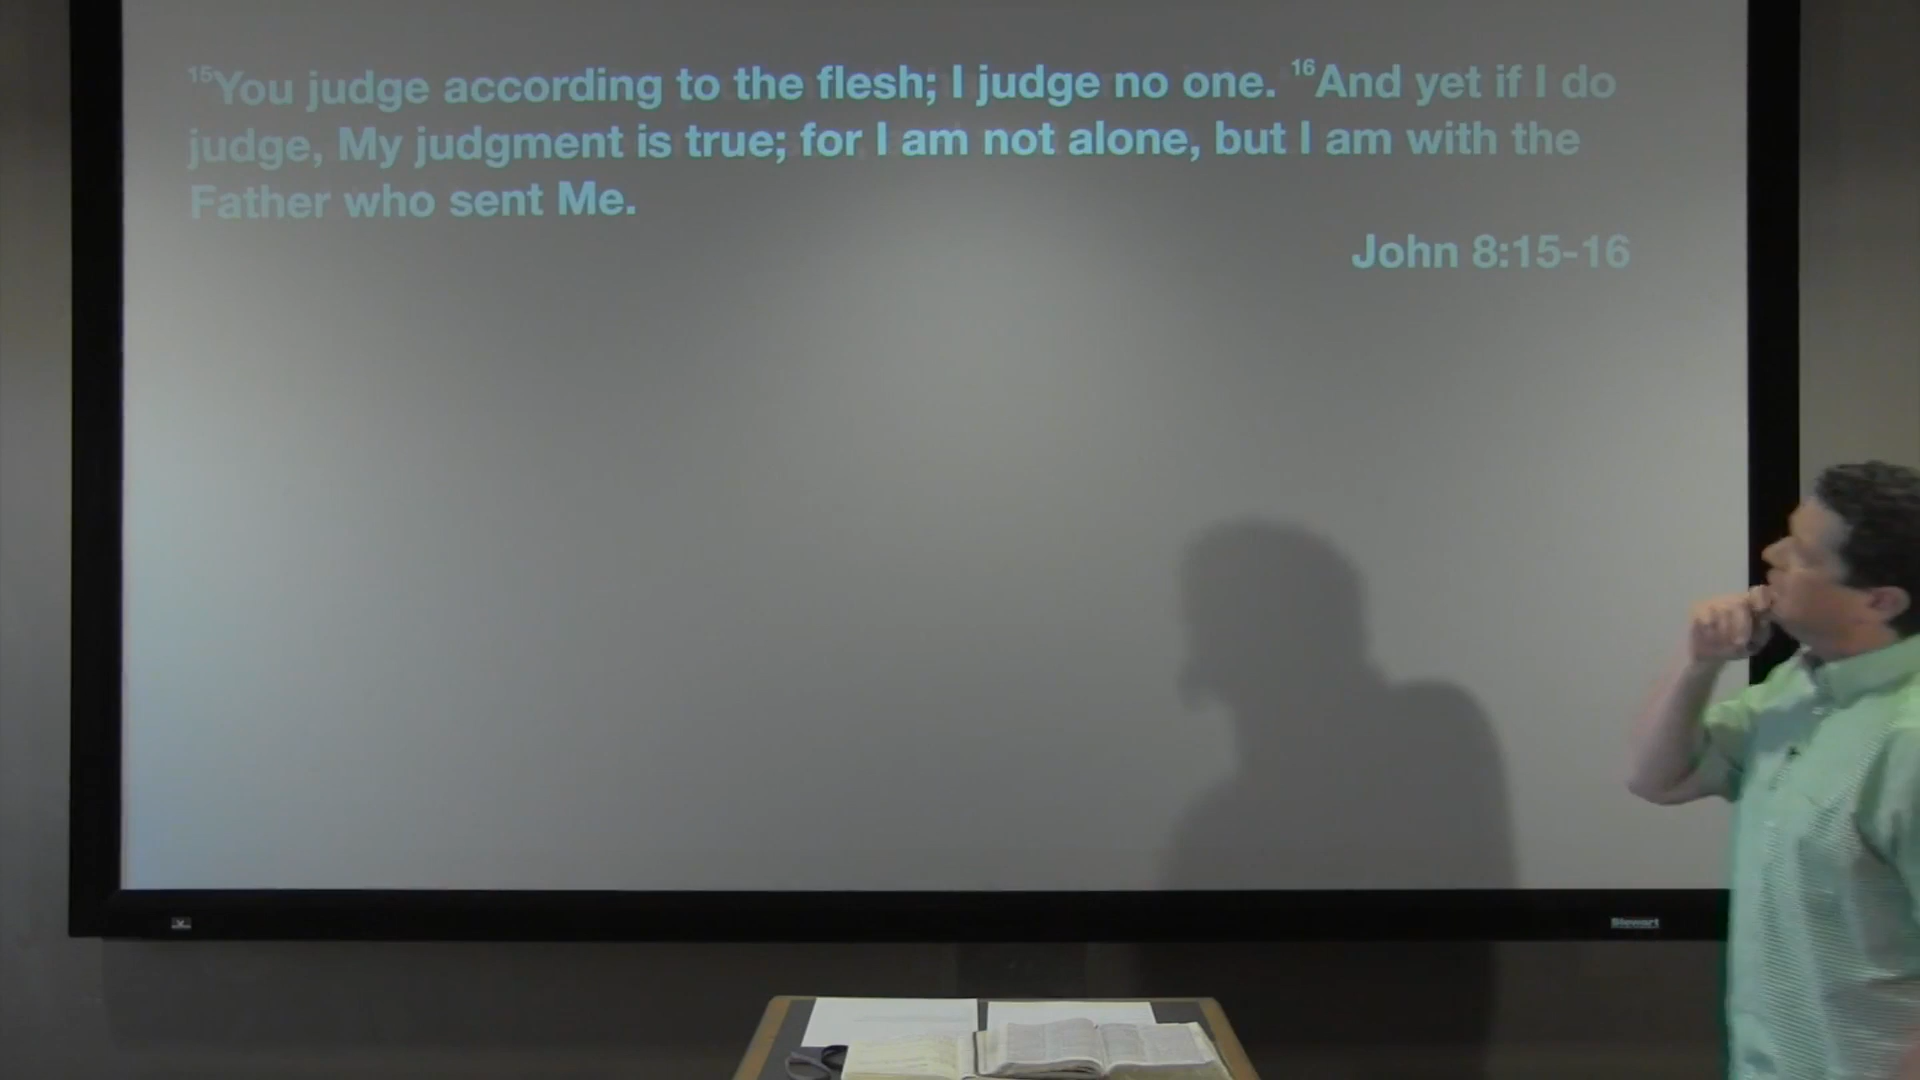 15You judge according to the flesh; I judge no one. 16And yet if I do
judge, My judgment is true; for I am not alone, but I am with the
Father who sent Me.
John 8:15-16
Stewart